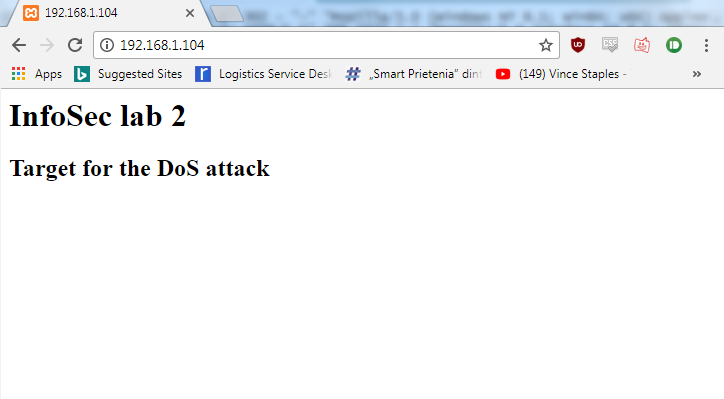 192.168.1.104
192.168.1.104
Apps Suggested Sites Logistics Service Des „Smart Prietenia" din (149) Vince Staples - »
InfoSec lab 2
Target for the DoS attack